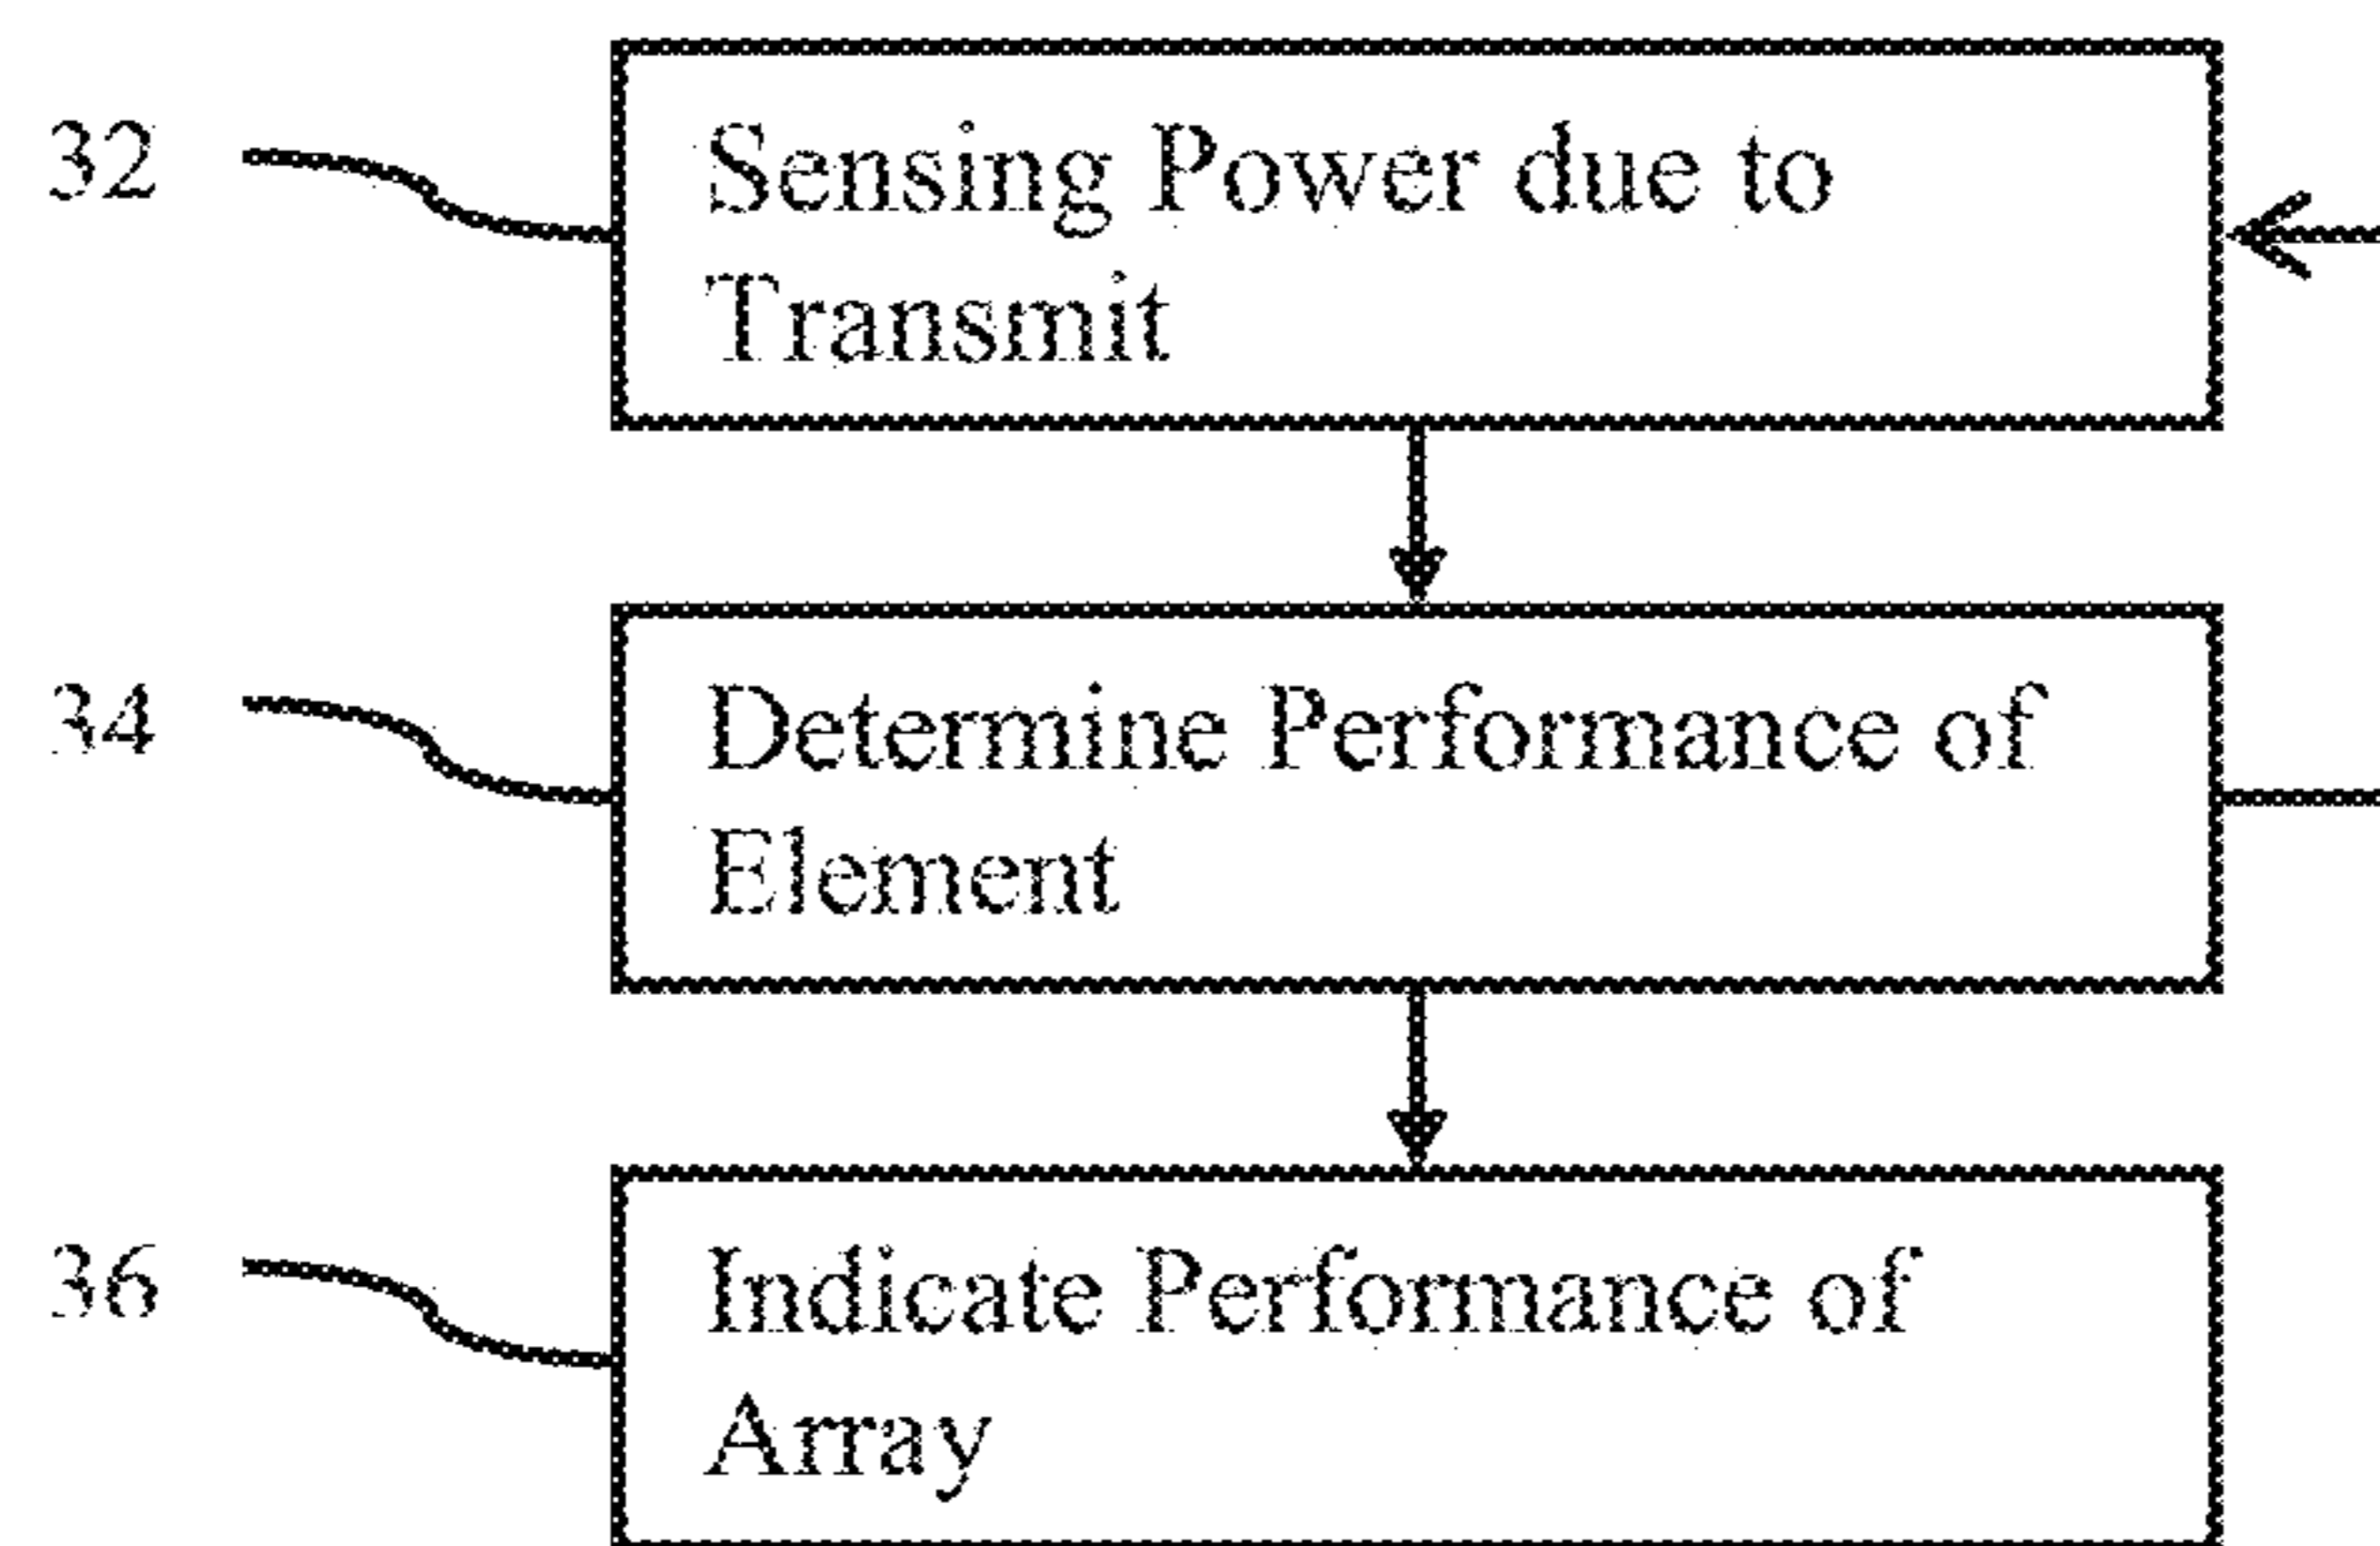 32
Sensing Power due to
Transmit
34
Determine Performance of
Element
36
Indicate Performance of
Array